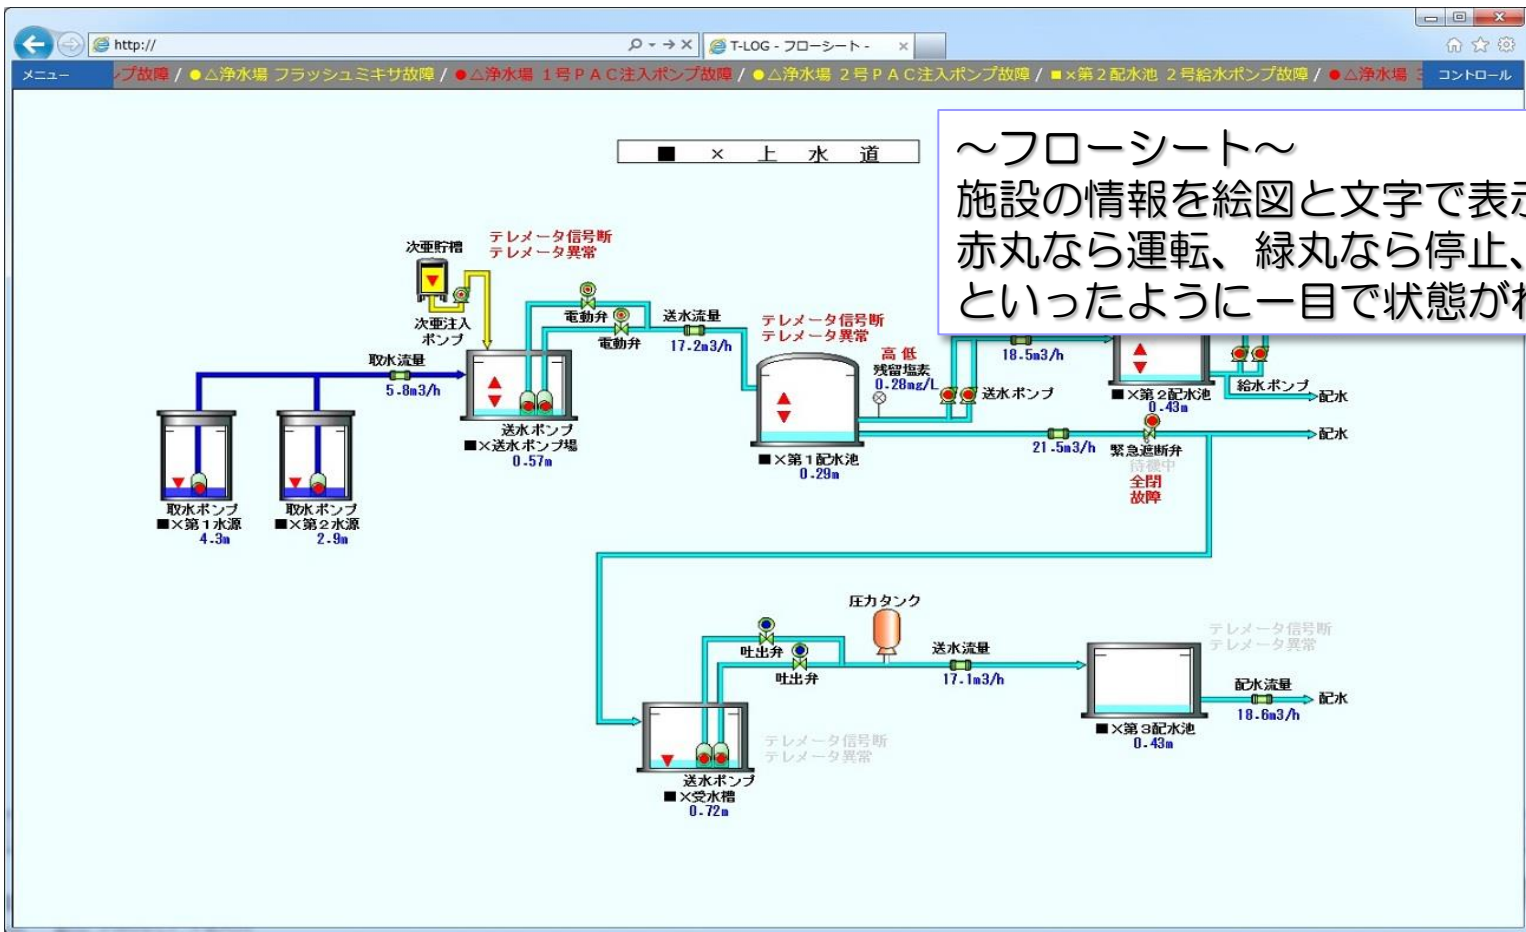 http://
T-LOG - フローシート -
メニュー
プ故障 / ●△浄水場 フラッシュミキサ故障 / ●△浄水場 1号ＰＡＣ注入ポンプ故障 / ●△浄水場 2号ＰＡＣ注入ポンプ故障 / ■×第2配水池 2号給水ポンプ故障 / ●△浄水場
コントロール
■ × 上 水 道
～フローシート～
施設の情報を絵図と文字で表示
赤丸なら運転、緑丸なら停止、
といったように一目で状態が
次亜貯槽
テレメータ信号断
テレメータ異常
次亜注入
ポンプ
電動弁
電動弁
送水流量
17.2m3/h
取水流量
5.8m3/h
送水ポンプ
■×送水ポンプ場
0.57m
取水ポンプ
■×第1水源
4.3m
取水ポンプ
■×第2水源
2.9m
テレメータ信号断
テレメータ異常
高 低
残留塩素
0.28mg/L
■×第1配水池
0.29m
送水ポンプ
18.5m3/h
■×第2配水池
0.43m
給水ポンプ
配水
21.5m3/h
緊急遮断弁
待機中
全閉
故障
配水
圧力タンク
吐出弁
吐出弁
送水流量
17.1m3/h
テレメータ信号断
テレメータ異常
送水ポンプ
■×受水槽
0.72m
テレメータ信号断
テレメータ異常
■×第3配水池
0.43m
配水流量
18.6m3/h
配水